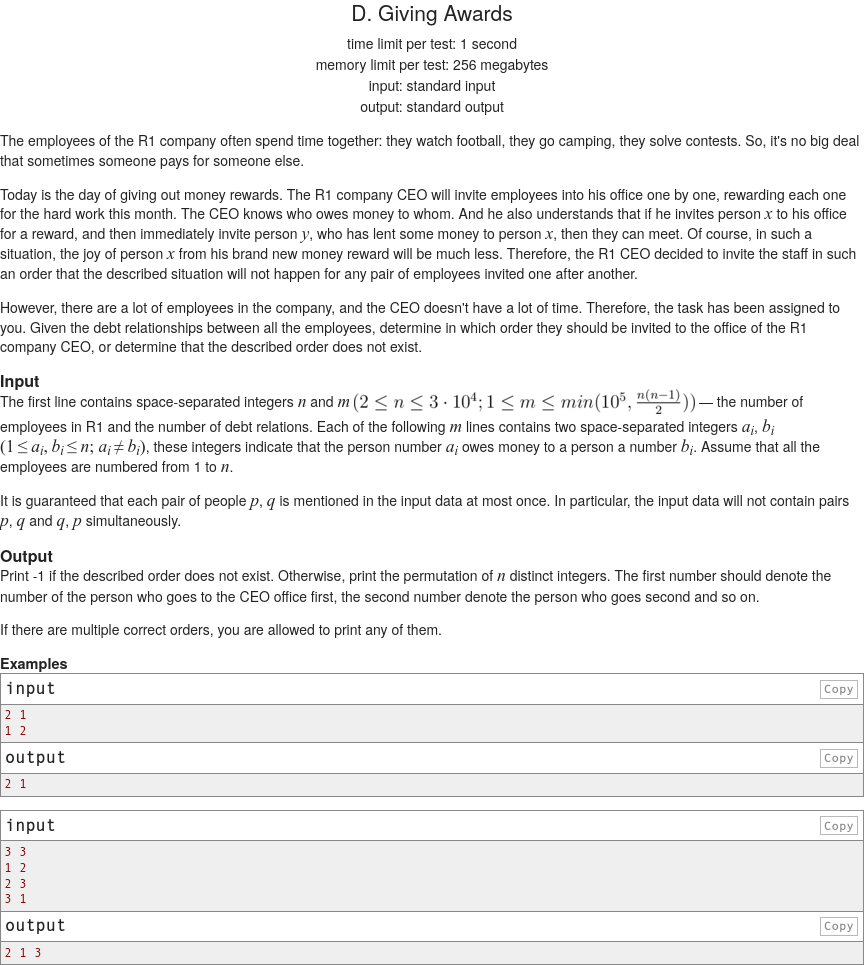 D. Giving Awards
time limit per test: 1 second
memory limit per test: 256 megabytes
input: standard input
output: standard output
The employees of the R1 company often spend time together: they watch football, they go camping, they solve contests. So, it's no big deal
that sometimes someone pays for someone else.
Today is the day of giving out money rewards. The R1 company CEO will invite employees into his office one by one, rewarding each one
for the hard work this month. The CEO knows who owes money to whom. And he also understands that if he invites person x to his office
for a reward, and then immediately invite person y, who has lent some money to person x, then they can meet. Of course, in such a
situation, the joy of person x from his brand new money reward will be much less. Therefore, the R1 CEO decided to invite the staff in such
an order that the described situation will not happen for any pair of employees invited one after another.
However, there are a lot of employees in the company, and the CEO doesn't have a lot of time. Therefore, the task has been assigned to
you. Given the debt relationships between all the employees, determine in which order they should be invited to the office of the R1
company CEO, or determine that the described order does not exist.
Input
The first line contains space-separated integers n and m (2 ≤ n ≤ 3 · 10^4; 1 ≤ m ≤ min(10^5, n(n−1)/2)) — the number of
employees in R1 and the number of debt relations. Each of the following m lines contains two space-separated integers a_i, b_i
(1 ≤ a_i, b_i ≤ n; a_i ≠ b_i), these integers indicate that the person number a_i owes money to a person a number b_i. Assume that all the
employees are numbered from 1 to n.
It is guaranteed that each pair of people p, q is mentioned in the input data at most once. In particular, the input data will not contain pairs
p, q and q, p simultaneously.
Output
Print -1 if the described order does not exist. Otherwise, print the permutation of n distinct integers. The first number should denote the
number of the person who goes to the CEO office first, the second number denote the person who goes second and so on.
If there are multiple correct orders, you are allowed to print any of them.
Examples
input Copy
2 1
1 2
output Copy
2 1
input Copy
3 3
1 2
2 3
3 1
output Copy
2 1 3